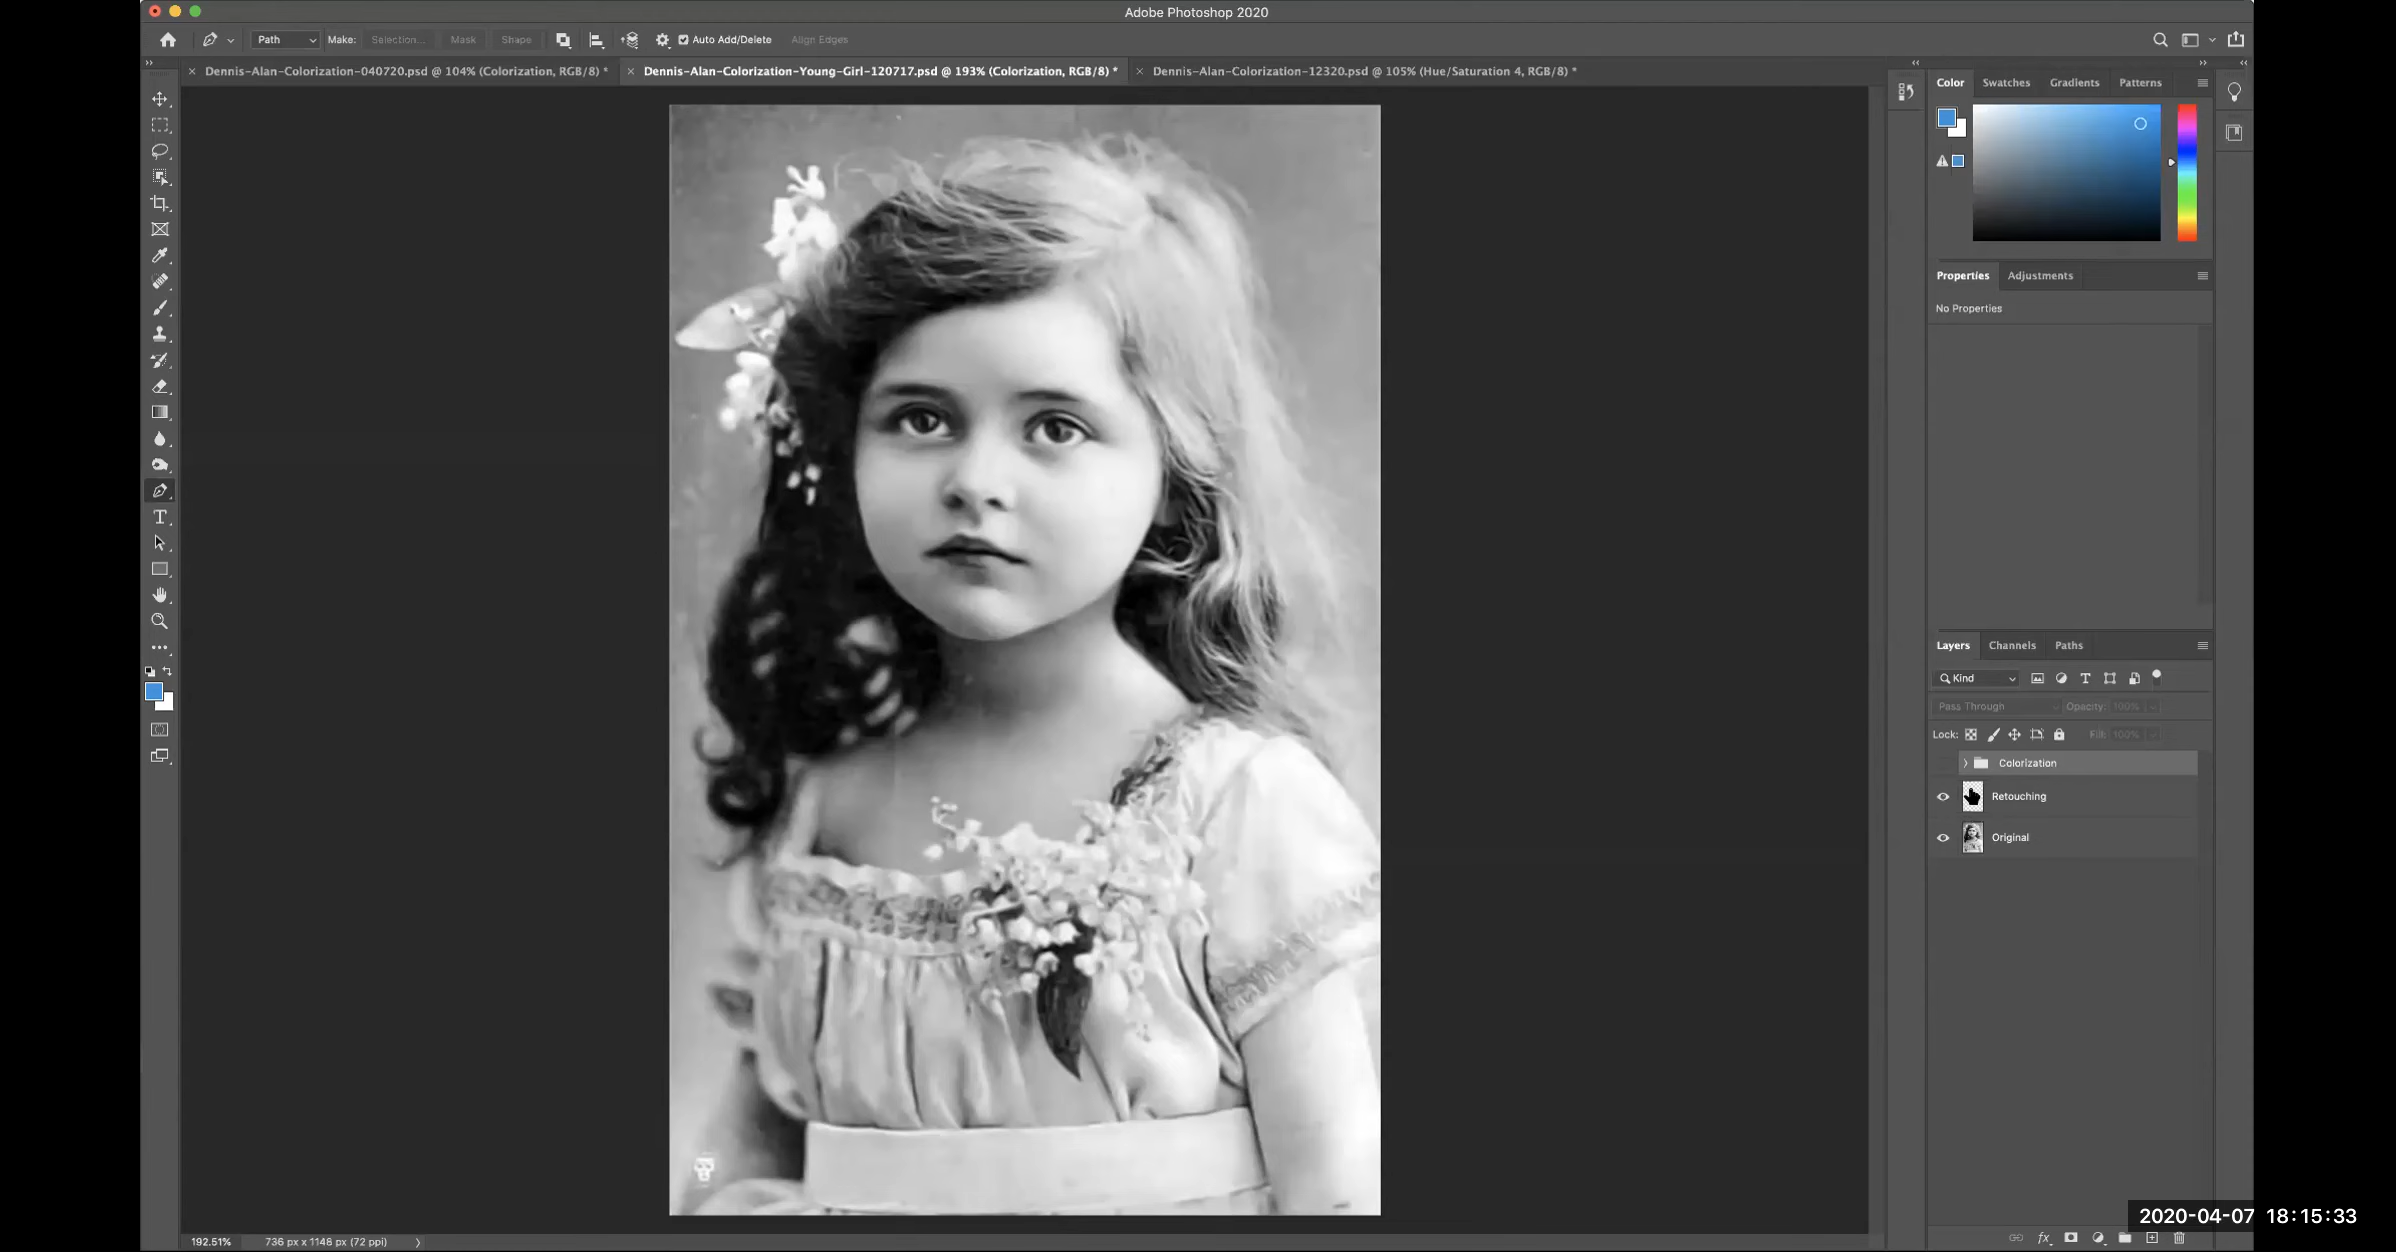 Adobe Photoshop 2020
Path Make: Selection... Mask Shape Auto Add/Delete Align Edges
Dennis-Alan-Colorization-040720.psd @ 104% (Colorization, RGB/8) * Dennis-Alan-Colorization-Young-Girl-120717.psd @ 193% (Colorization, RGB/8) * Dennis-Alan-Colorization-12320.psd @ 105% (Hue/Saturation 4, RGB/8) *
Color Swatches Gradients Patterns
Properties Adjustments
No Properties
Layers Channels Paths
Kind
Pass Through Opacity: 100%
Lock: Fill: 100%
Colorization
Retouching
Original
2020-04-07 18:15:33
192.51% 736 px x 1148 px (72 ppi)